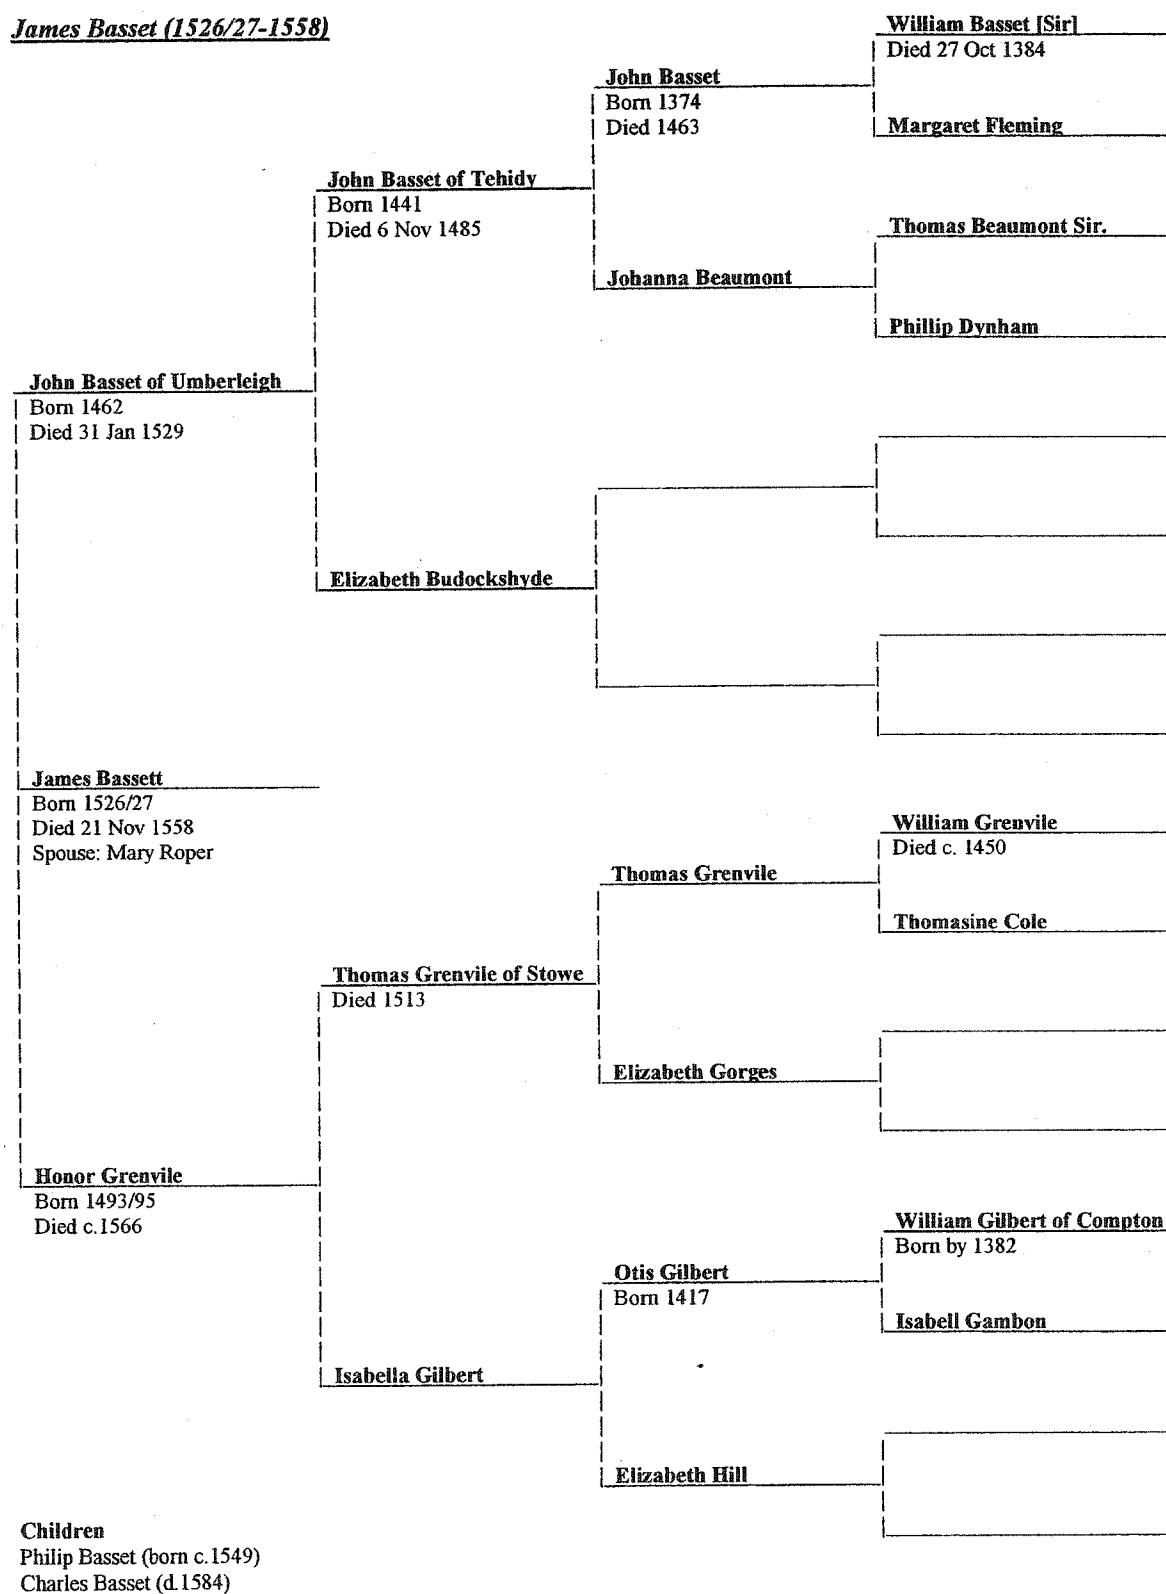 James Basset (1526/27-1558)
William Basset [Sir]
Died 27 Oct 1384
John Basset
Born 1374
Died 1463
Margaret Fleming
John Basset of Tehidy
Born 1441
Died 6 Nov 1485
Thomas Beaumont Sir.
Johanna Beaumont
Phillip Dynham
John Basset of Umberleigh
Born 1462
Died 31 Jan 1529
Elizabeth Budockshyde
James Bassett
Born 1526/27
Died 21 Nov 1558
Spouse: Mary Roper
William Grenvile
Died c. 1450
Thomas Grenvile
Thomasine Cole
Thomas Grenvile of Stowe
Died 1513
Elizabeth Gorges
Honor Grenvile
Born 1493/95
Died c.1566
William Gilbert of Compton
Born by 1382
Otis Gilbert
Born 1417
Isabell Gambon
Isabella Gilbert
Elizabeth Hill
Children
Philip Basset (born c.1549)
Charles Basset (d.1584)